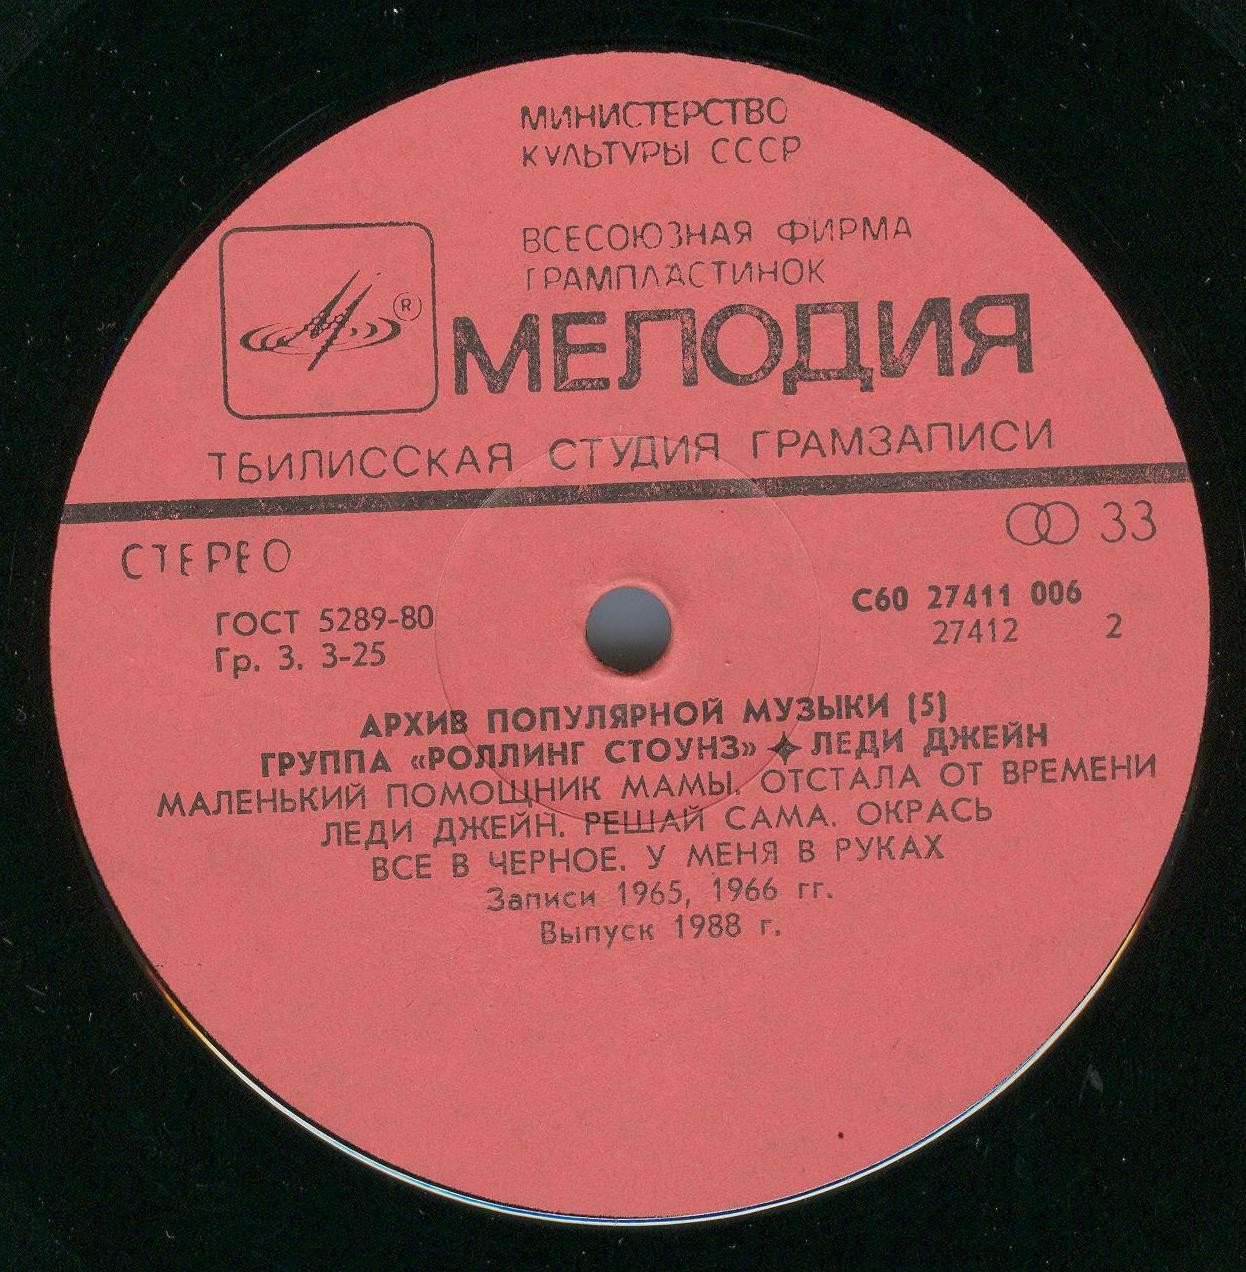 МИНИСТЕРСТВО
КУЛЬТУРЫ СССР
ВСЕСОЮЗНАЯ ФИРМА
ГРАМПЛАСТИНОК
®
МЕЛОДИЯ
ТБИЛИССКАЯ СТУДИЯ ГРАМЗАПИСИ
СТЕРЕО
33
ГОСТ 5289-80
Гр. 3. 3-25
С60 27411 006
27412 2
АРХИВ ПОПУЛЯРНОЙ МУЗЫКИ (5)
ГРУППА «РОЛЛИНГ СТОУНЗ» ✦ ЛЕДИ ДЖЕЙН
МАЛЕНЬКИЙ ПОМОЩНИК МАМЫ. ОТСТАЛА ОТ ВРЕМЕНИ
ЛЕДИ ДЖЕЙН. РЕШАЙ САМА. ОКРАСЬ
ВСЕ В ЧЕРНОЕ. У МЕНЯ В РУКАХ
Записи 1965, 1966 гг.
Выпуск 1988 г.